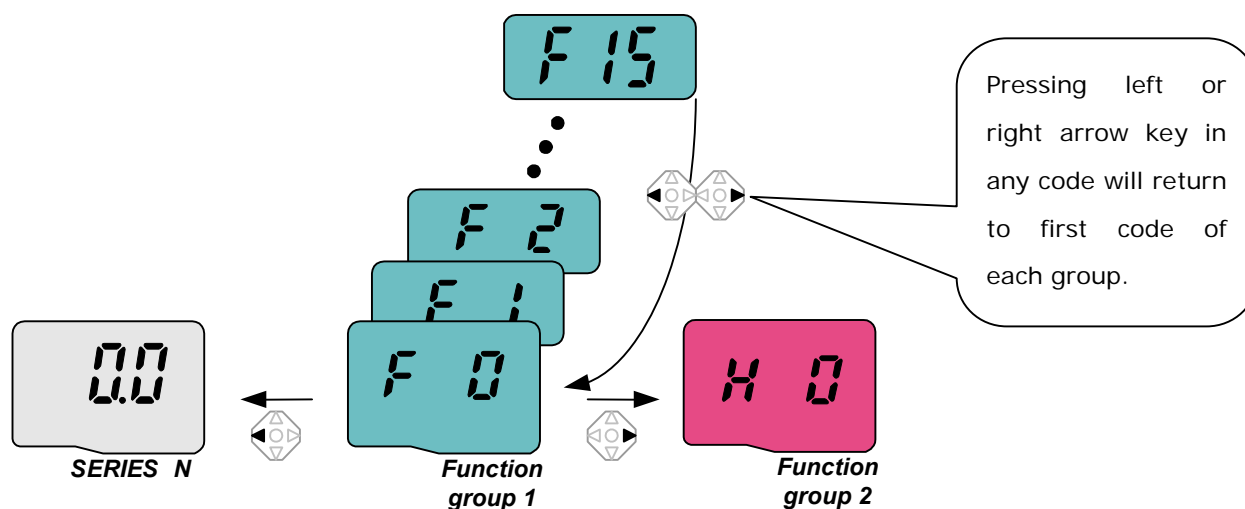 F 15
Pressing left or
right arrow key in
any code will return
to first code of
each group.
F 2
F 1
0.0
F 0
H 0
SERIES N
Function
group 1
Function
group 2